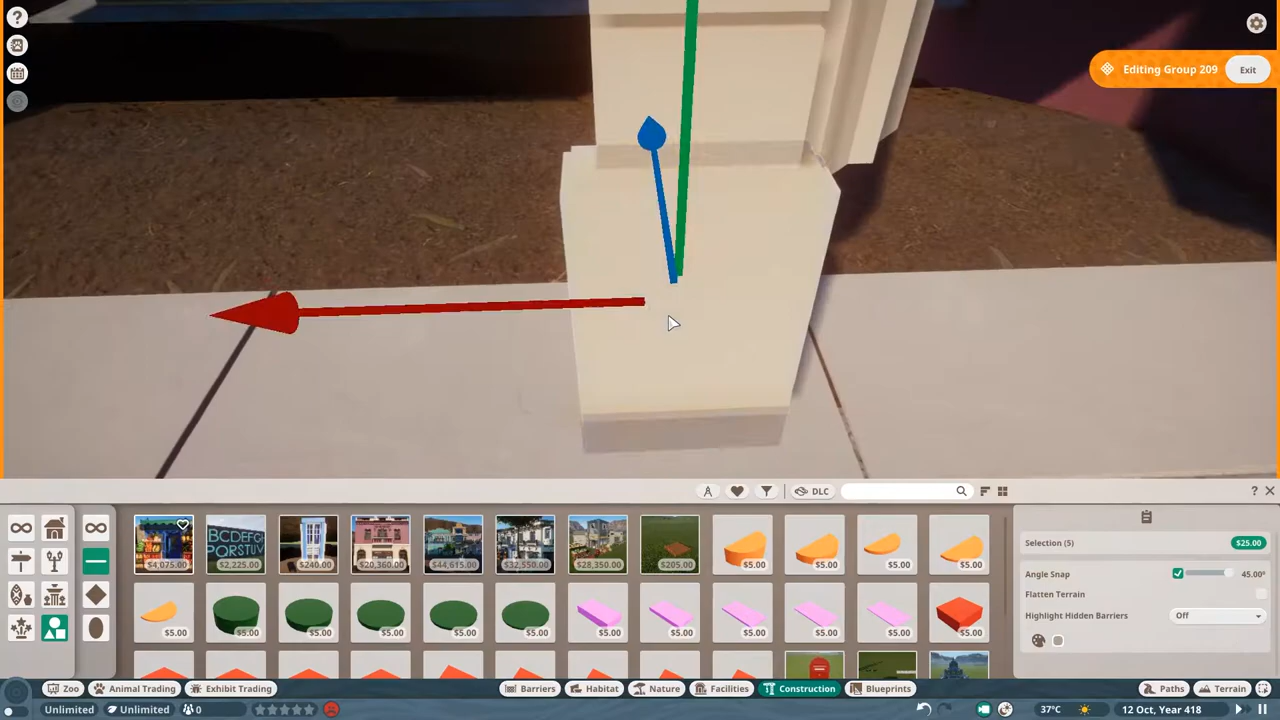 ?
Editing Group 209 Exit
DLC
? ×
$4,075.00 $2,225.00 $240.00 $20,360.00 $44,615.00 $32,550.00 $28,350.00 $205.00 $5.00 $5.00 $5.00 $5.00
$5.00 $5.00 $5.00 $5.00 $5.00 $5.00 $5.00 $5.00 $5.00 $5.00 $5.00 $5.00
Selection (5) $25.00
Angle Snap 45.00°
Flatten Terrain
Highlight Hidden Barriers Off
Zoo Animal Trading Exhibit Trading Barriers Habitat Nature Facilities Construction Blueprints Paths Terrain
Unlimited Unlimited 0 37°C 12 Oct, Year 418